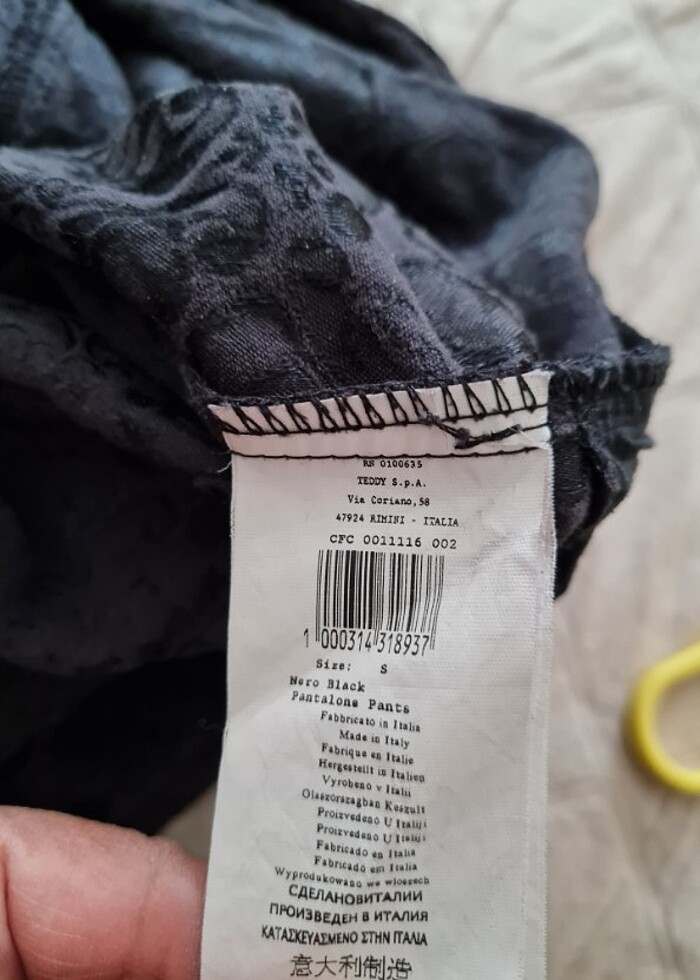 RN 0100635
TEDDY S.p.A.
Via Coriano,58
47924 RIMINI - ITALIA
CFC 0011116 002
1 000314 318937
Size: S
Nero Black
Pantalone Pants
Fabbricato in Italia
Made in Italy
Fabrique en Italie
Hergestellt in Italien
Vyrobeno v Italii
Olaszorszagban Keszult
Proizvedeno U Italiji
Proizvedeno U Italiji
Fabricado en Italia
Fabricado em Italia
Wyprodukowano we wloszech
СДЕЛАНОВИТАЛИИ
ПРОИЗВЕДЕН В ИТАЛИЯ
ΚΑΤΑΣΚΕΥΑΣΜΕΝΟ ΣΤΗΝ ΙΤΑΛΙΑ
意大利制造